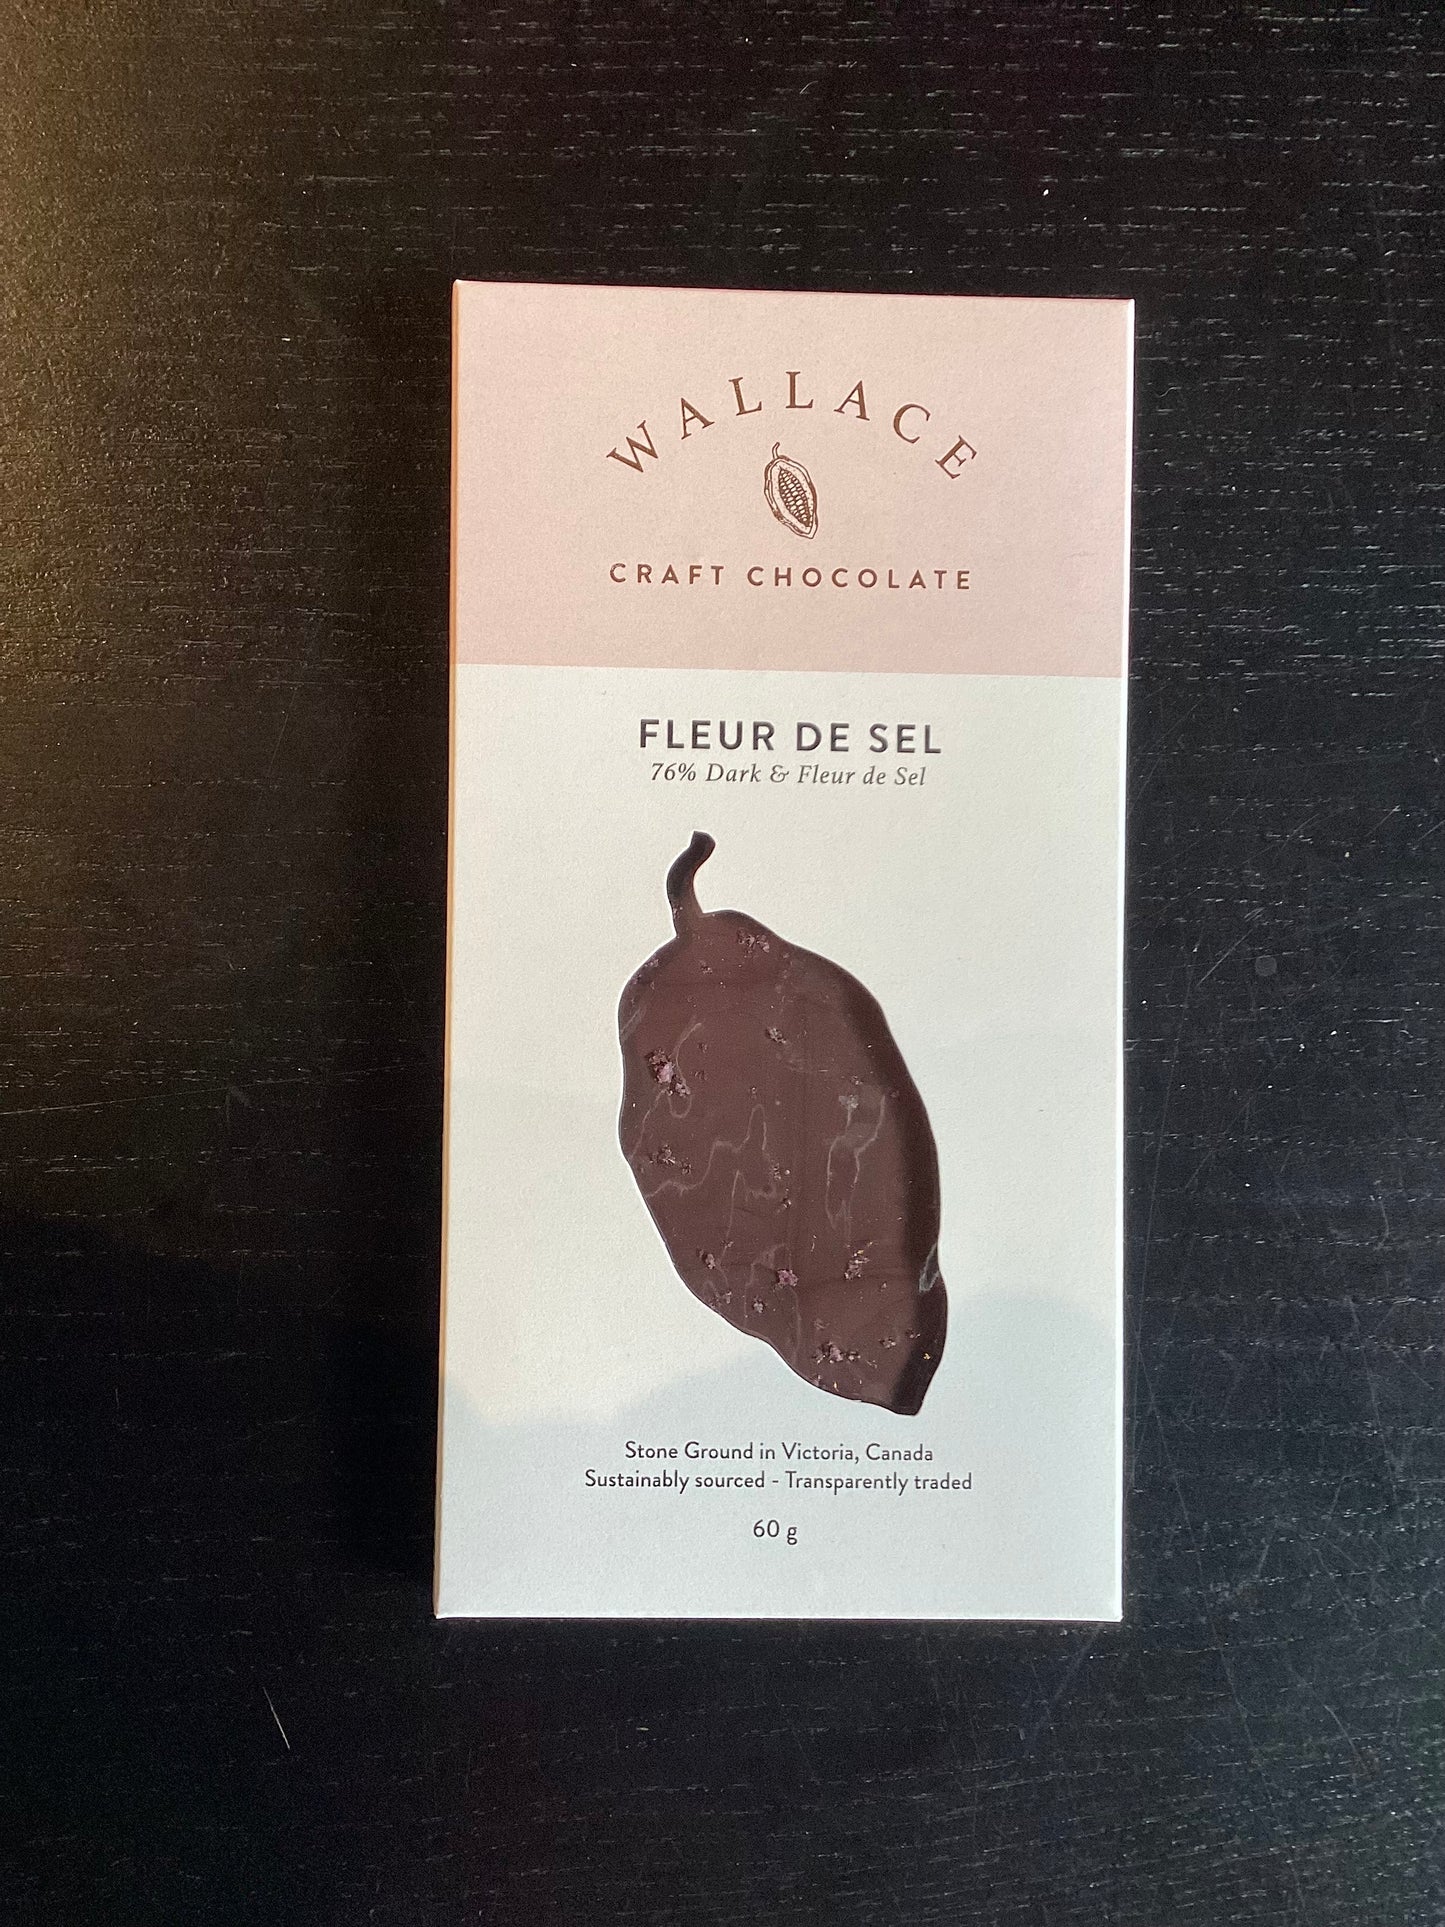 WALLACE
CRAFT CHOCOLATE
FLEUR DE SEL
76% Dark & Fleur de Sel
Stone Ground in Victoria, Canada
Sustainably sourced - Transparently traded
60 g